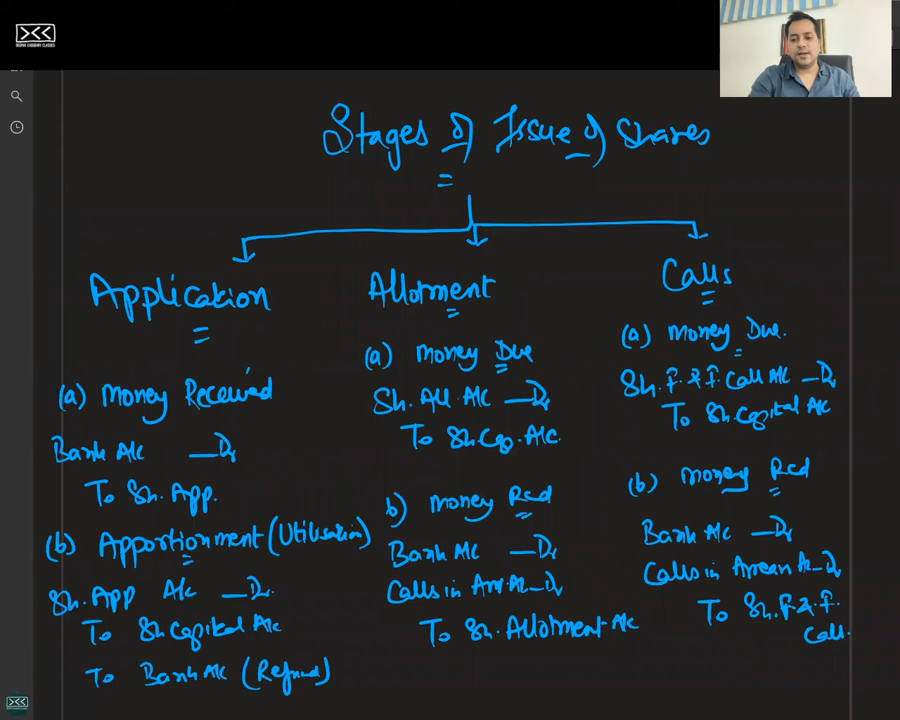 Stages of Issue of Shares
Application
(a) Money Received
Bank A/c — Dr
To Sh. App.
(b) Apportionment (Utilisation)
Sh. App A/c — Dr.
To Sh Capital A/c
To Bank A/c (Refund)
Allotment
(a) Money Due
Sh. All. A/c — Dr
To Sh. Cap. A/c.
b) Money Rcd
Bank A/c — Dr
Calls in Arr. A/c — Dr
To Sh. Allotment A/c
Calls
(a) Money Due.
Sh. F. & F. Call A/c — Dr
To Sh. Capital A/c
(b) Money Rcd
Bank A/c — Dr
Calls in Arrear A/c — Dr
To Sh. F. & F.
Call.